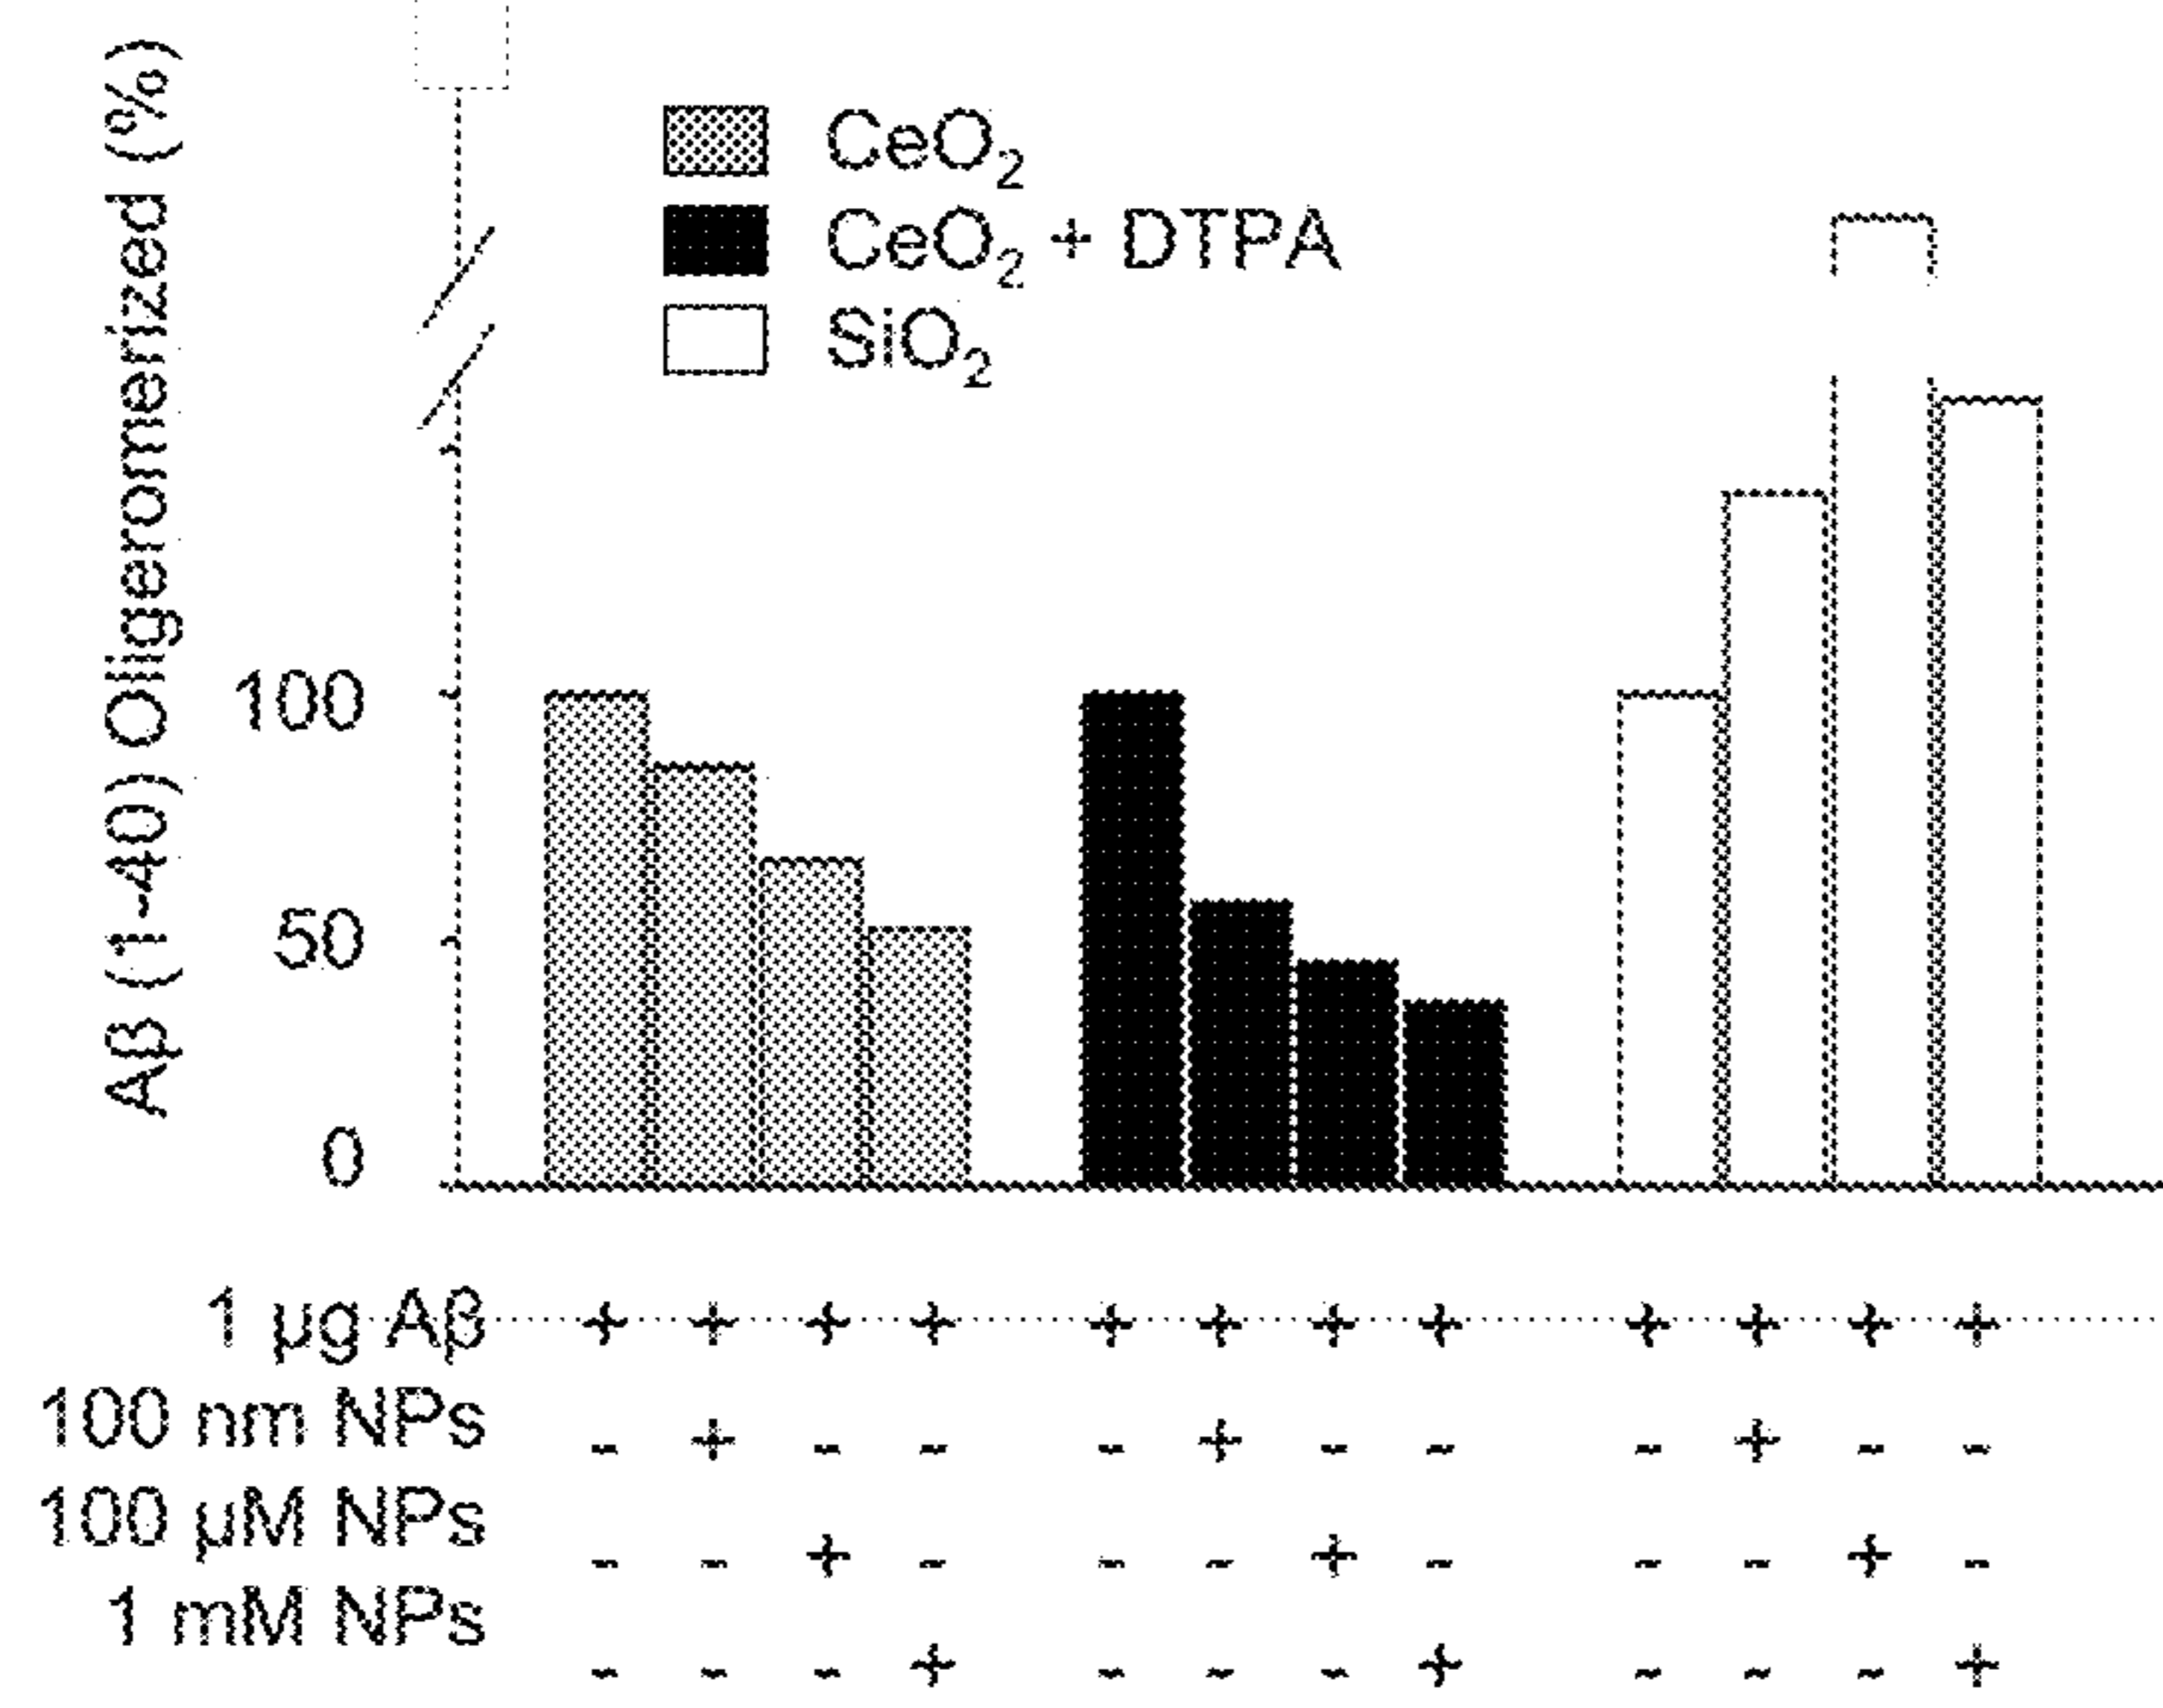 Aβ (1-40) Oligeromerized (%)
CeO₂
CeO₂ + DTPA
SiO₂
100
50
0
1 µg Aβ + + + + + + + + + + + +
100 nm NPs - + - - - + - - - + - -
100 µM NPs - - + - - - + - - - + -
1 mM NPs - - - + - - - + - - - +